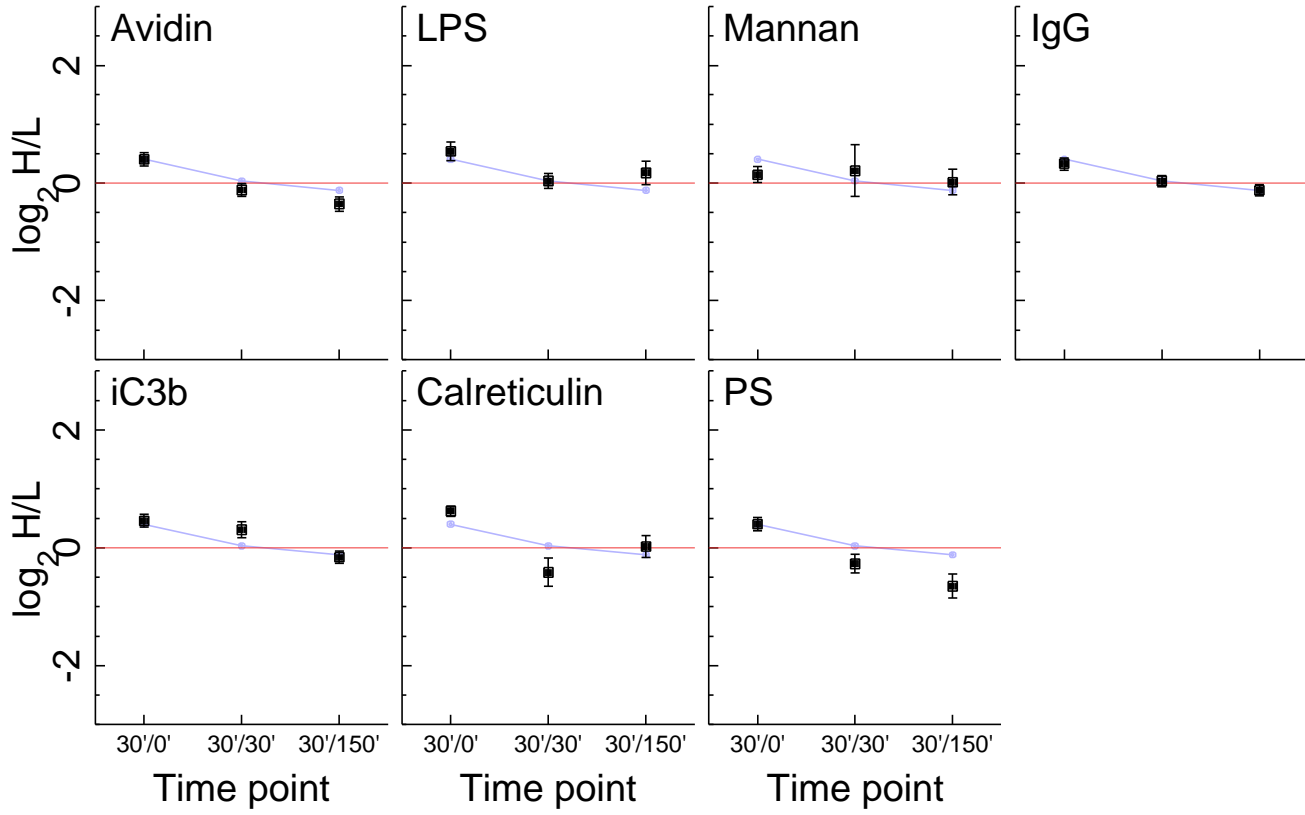 Avidin LPS Mannan IgG
log2 H/L
2
0
-2
iC3b Calreticulin PS
log2 H/L
2
0
-2
30'/0' 30'/30' 30'/150' 30'/0' 30'/30' 30'/150' 30'/0' 30'/30' 30'/150'
Time point Time point Time point